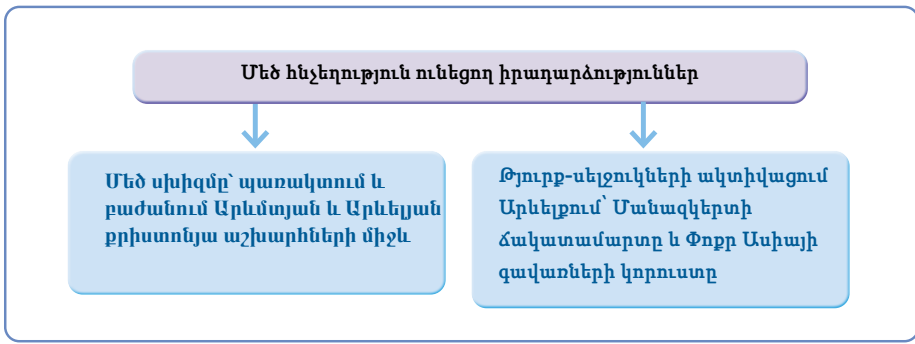 Մեծ հնչեղություն ունեցող իրադարձություններ
Մեծ սխիզմը՝ պառակտում և
բաժանում Արևմտյան և Արևելյան
քրիստոնյա աշխարհների միջև
Թյուրք-սելջուկների ակտիվացում
Արևելքում՝ Մանազկերտի
ճակատամարտը և Փոքր Ասիայի
գավառների կորուստը